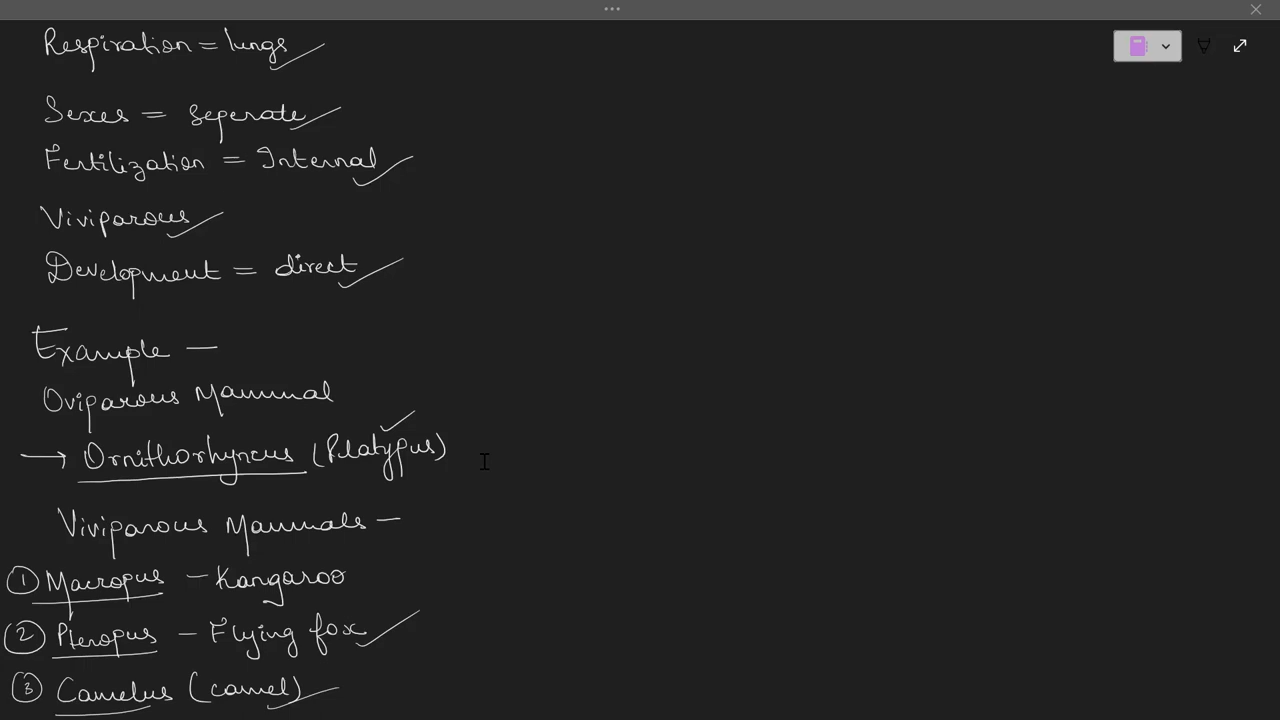 Respiration = lungs
Sexes = Seperate
Fertilization = Internal
Viviparous
Development = direct
Example —
Oviparous Mammal
→ Ornithorhyncus (Platypus)
Viviparous Mammals —
① Macropus — Kangaroo
② Pteropus — Flying fox
③ Camelus (camel)